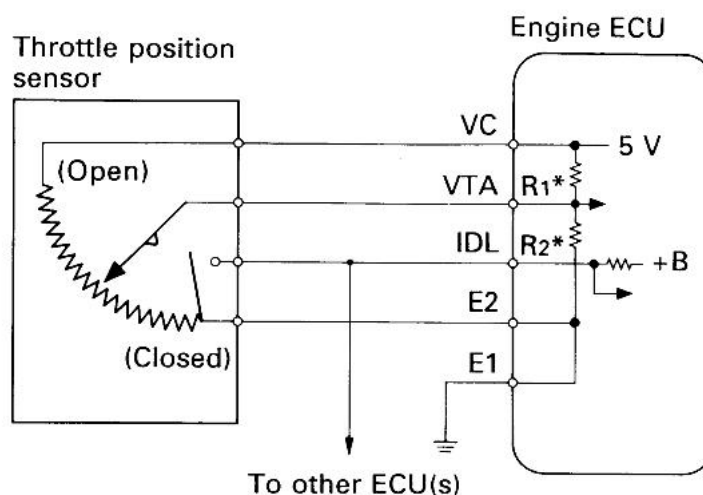 Engine ECU
Throttle position
sensor
VC
5 V
(Open)
VTA
R1*
IDL
R2*
+B
E2
(Closed)
E1
To other ECU(s)